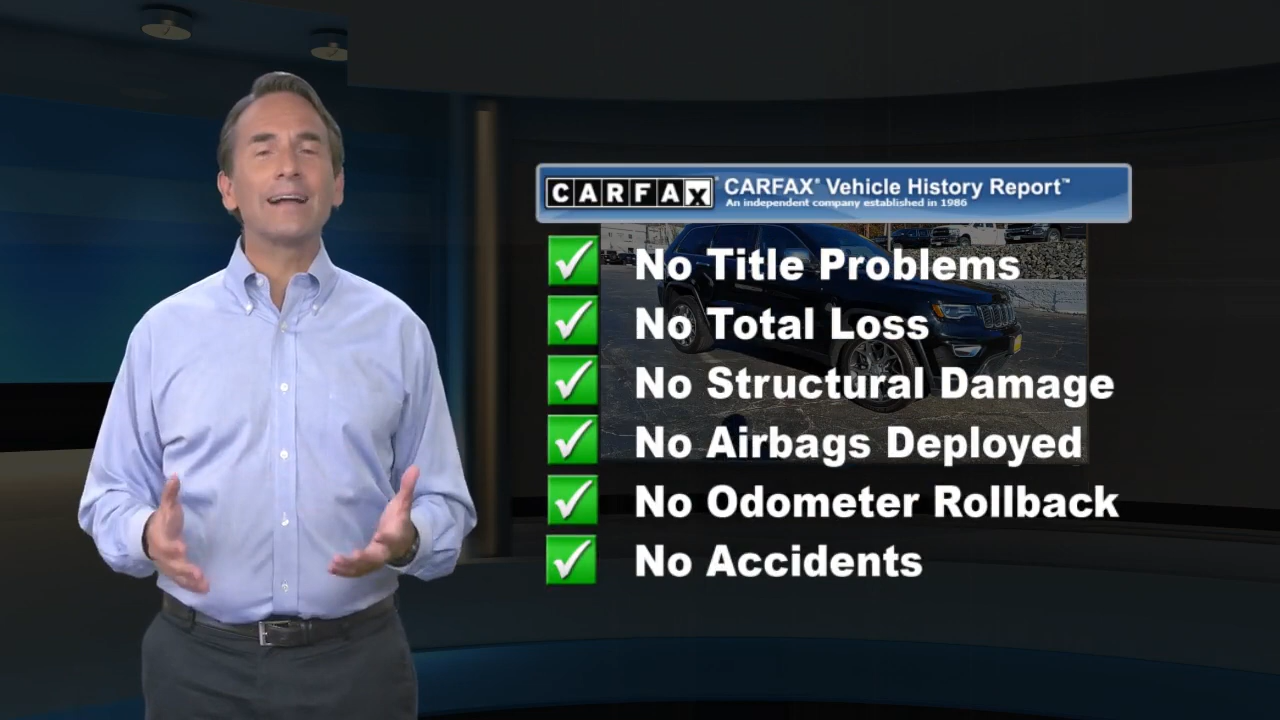 CARFAX® CARFAX® Vehicle History Report™
An independent company established in 1986
No Title Problems
No Total Loss
No Structural Damage
No Airbags Deployed
No Odometer Rollback
No Accidents